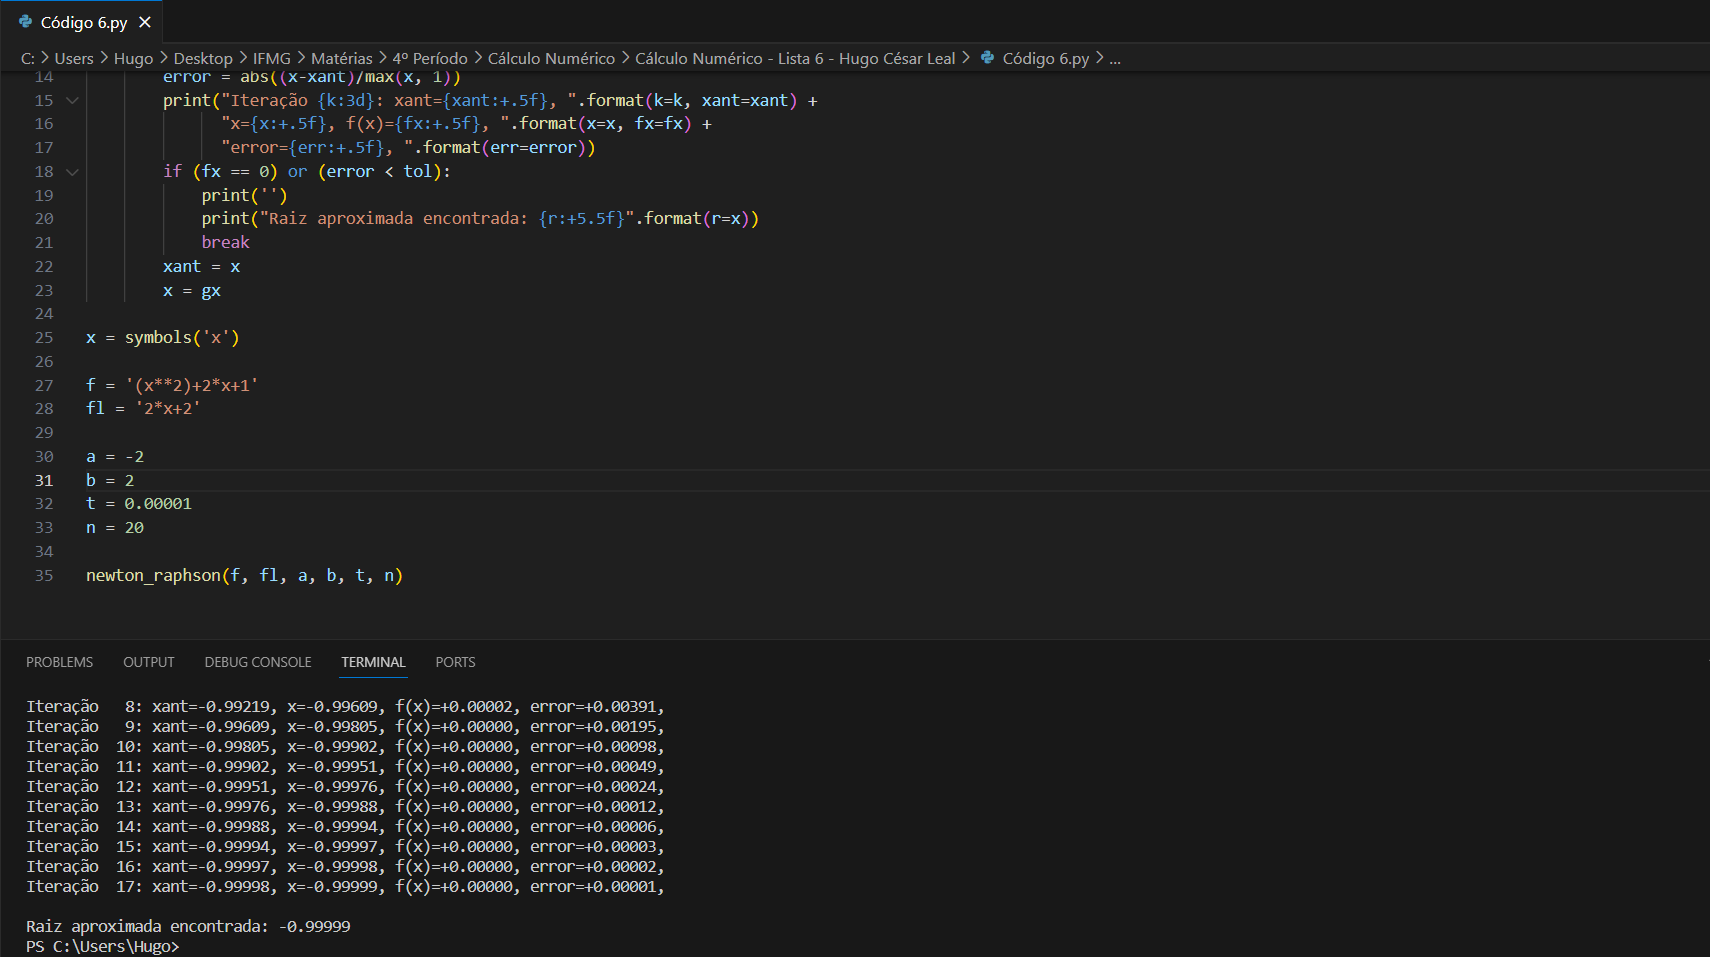 Código 6.py
C: > Users > Hugo > Desktop > IFMG > Matérias > 4º Período > Cálculo Numérico > Cálculo Numérico - Lista 6 - Hugo César Leal > Código 6.py > ...
14 error = abs((x-xant)/max(x, 1))
15 print("Iteração {k:3d}: xant={xant:+.5f}, ".format(k=k, xant=xant) +
16 "x={x:+.5f}, f(x)={fx:+.5f}, ".format(x=x, fx=fx) +
17 "error={err:+.5f}, ".format(err=error))
18 if (fx == 0) or (error < tol):
19 print('')
20 print("Raiz aproximada encontrada: {r:+5.5f}".format(r=x))
21 break
22 xant = x
23 x = gx
24
25 x = symbols('x')
26
27 f = '(x**2)+2*x+1'
28 fl = '2*x+2'
29
30 a = -2
31 b = 2
32 t = 0.00001
33 n = 20
34
35 newton_raphson(f, fl, a, b, t, n)
PROBLEMS OUTPUT DEBUG CONSOLE TERMINAL PORTS
Iteração   8: xant=-0.99219, x=-0.99609, f(x)=+0.00002, error=+0.00391,
Iteração   9: xant=-0.99609, x=-0.99805, f(x)=+0.00000, error=+0.00195,
Iteração  10: xant=-0.99805, x=-0.99902, f(x)=+0.00000, error=+0.00098,
Iteração  11: xant=-0.99902, x=-0.99951, f(x)=+0.00000, error=+0.00049,
Iteração  12: xant=-0.99951, x=-0.99976, f(x)=+0.00000, error=+0.00024,
Iteração  13: xant=-0.99976, x=-0.99988, f(x)=+0.00000, error=+0.00012,
Iteração  14: xant=-0.99988, x=-0.99994, f(x)=+0.00000, error=+0.00006,
Iteração  15: xant=-0.99994, x=-0.99997, f(x)=+0.00000, error=+0.00003,
Iteração  16: xant=-0.99997, x=-0.99998, f(x)=+0.00000, error=+0.00002,
Iteração  17: xant=-0.99998, x=-0.99999, f(x)=+0.00000, error=+0.00001,
Raiz aproximada encontrada: -0.99999
PS C:\Users\Hugo>